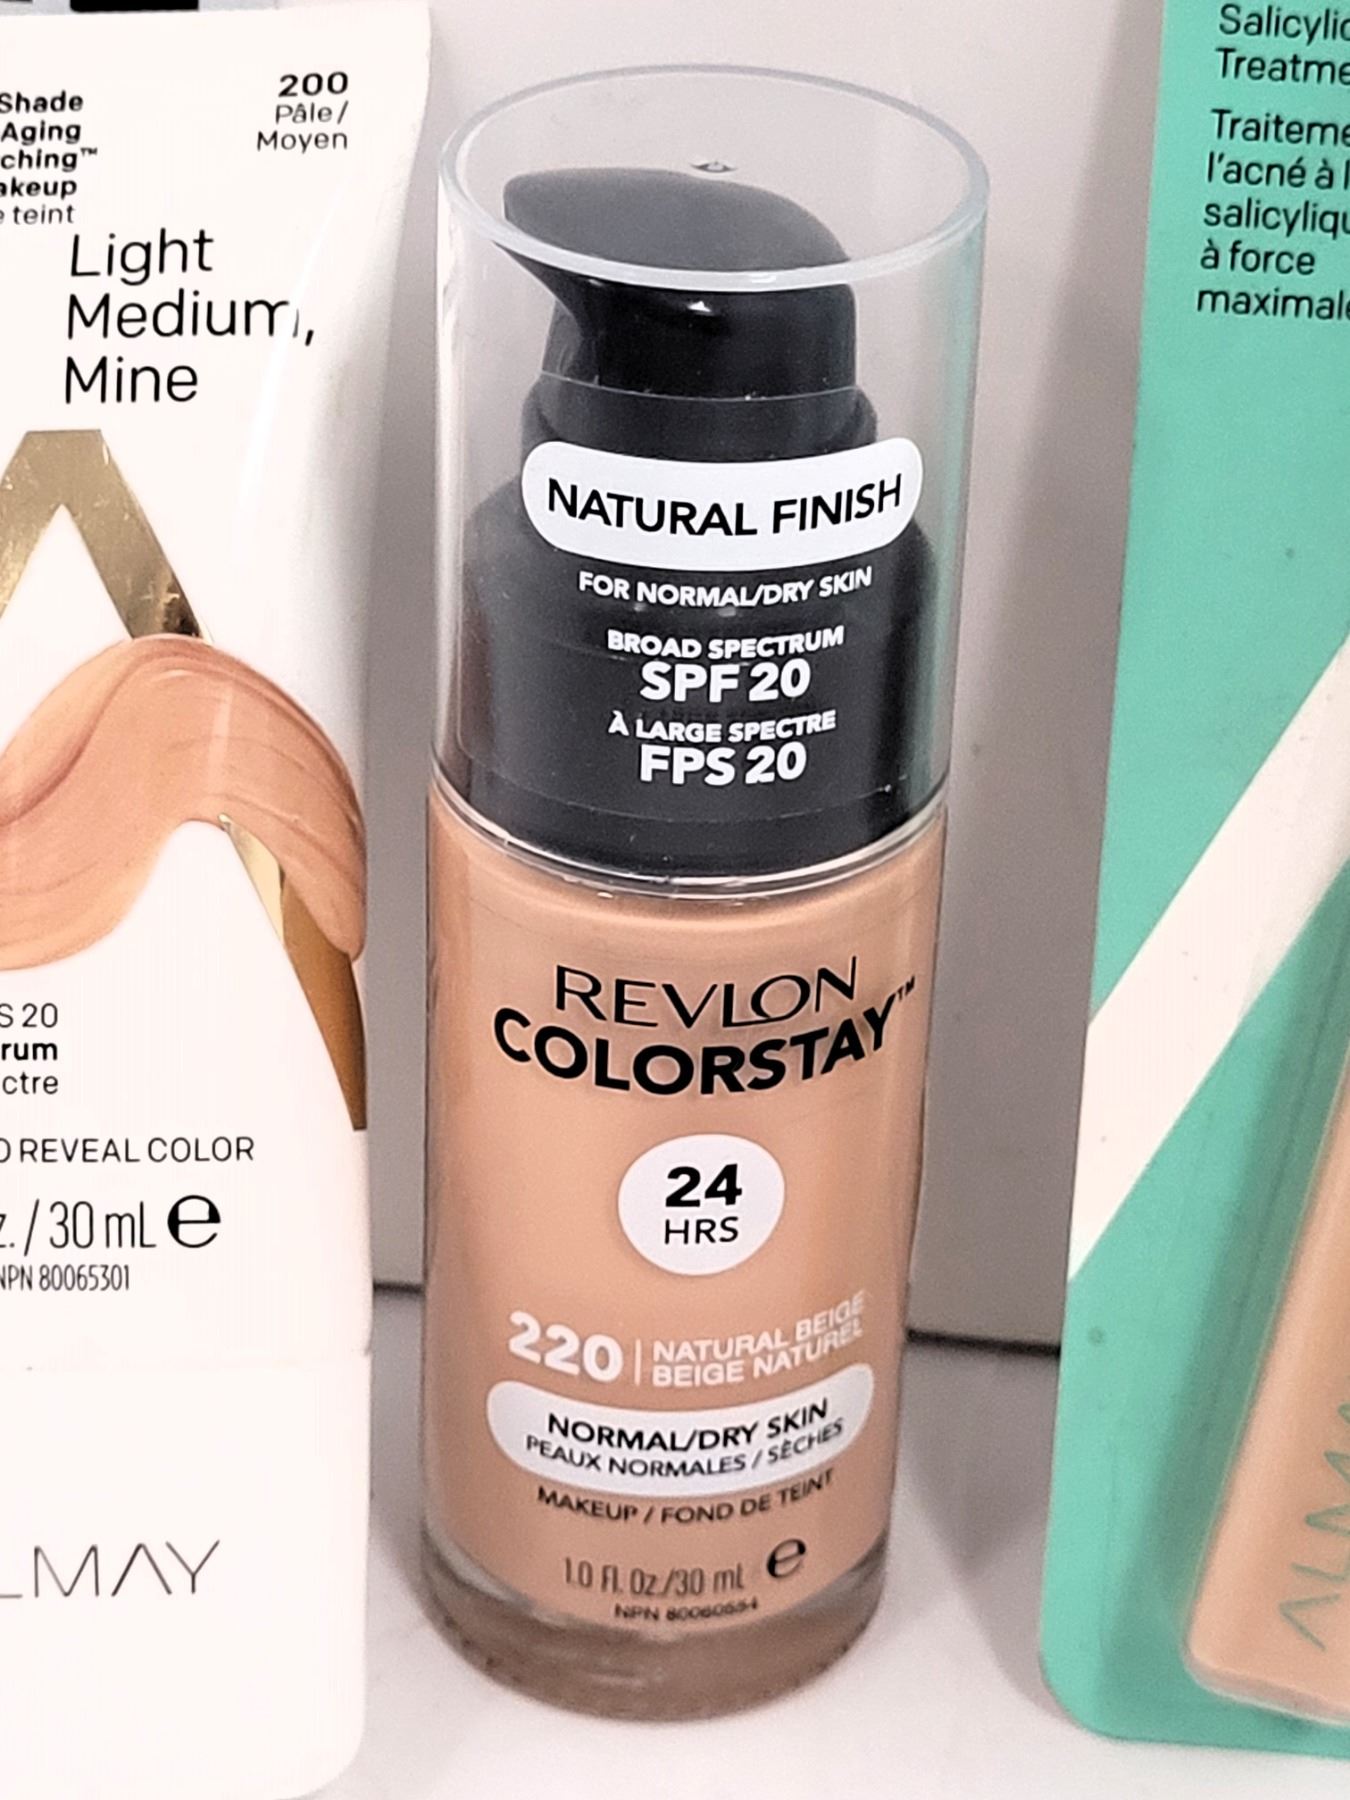 Shade
Aging
ching™
akeup
e teint
200
Pâle/
Moyen
Light
Medium,
Mine
S 20
rum
ctre
O REVEAL COLOR
z. / 30 mL e
NPN 80065301
LMAY
NATURAL FINISH
FOR NORMAL/DRY SKIN
BROAD SPECTRUM
SPF 20
À LARGE SPECTRE
FPS 20
REVLON
COLORSTAY™
24
HRS
220 | NATURAL BEIGE
BEIGE NATUREL
NORMAL/DRY SKIN
PEAUX NORMALES / SÈCHES
MAKEUP / FOND DE TEINT
1.0 Fl. Oz./30 mL e
NPN
Salicylic
Treatme
Traiteme
l'acné à l
salicyliqu
à force
maximale
ALMA